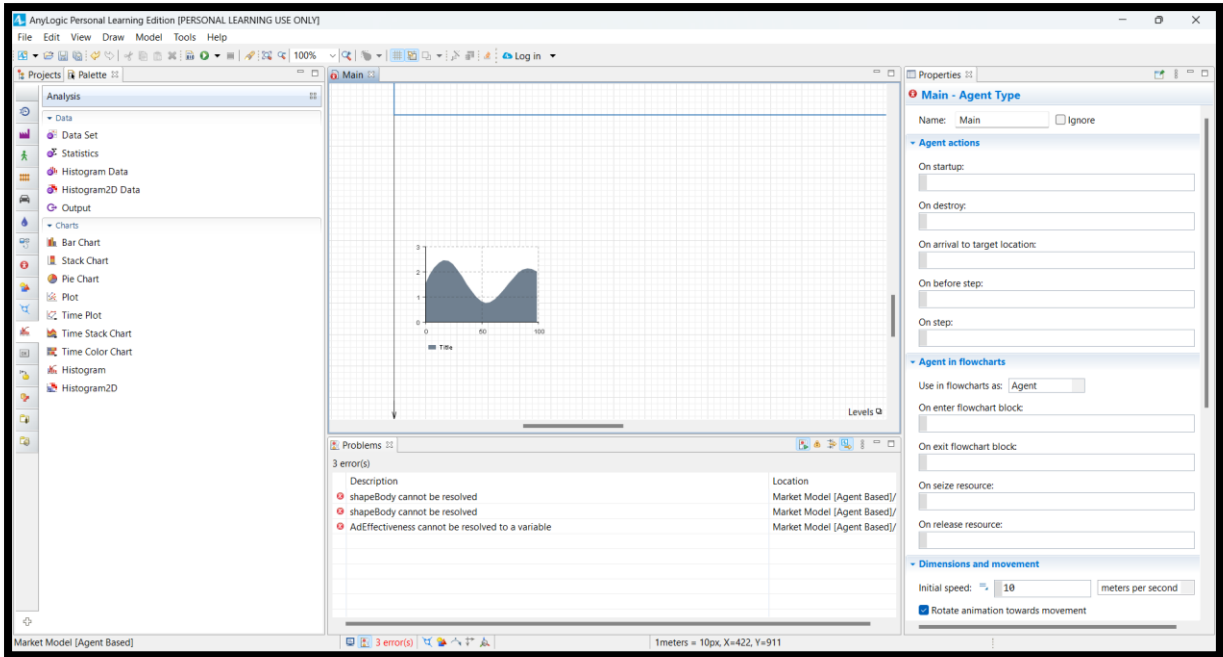 AnyLogic Personal Learning Edition [PERSONAL LEARNING USE ONLY]
File Edit View Draw Model Tools Help
100% Log in
Projects Palette
Analysis
Data
Data Set
Statistics
Histogram Data
Histogram2D Data
Output
Charts
Bar Chart
Stack Chart
Pie Chart
Plot
Time Plot
Time Stack Chart
Time Color Chart
Histogram
Histogram2D
Main
3
2
1
0
0 50 100
Title
Levels
Problems
3 error(s)
Description Location
shapeBody cannot be resolved Market Model [Agent Based]/
shapeBody cannot be resolved Market Model [Agent Based]/
AdEffectiveness cannot be resolved to a variable Market Model [Agent Based]/
Properties
Main - Agent Type
Name: Main Ignore
Agent actions
On startup:
On destroy:
On arrival to target location:
On before step:
On step:
Agent in flowcharts
Use in flowcharts as: Agent
On enter flowchart block:
On exit flowchart block:
On seize resource:
On release resource:
Dimensions and movement
Initial speed: 10 meters per second
Rotate animation towards movement
Market Model [Agent Based] 3 error(s) 1meters = 10px, X=422, Y=911